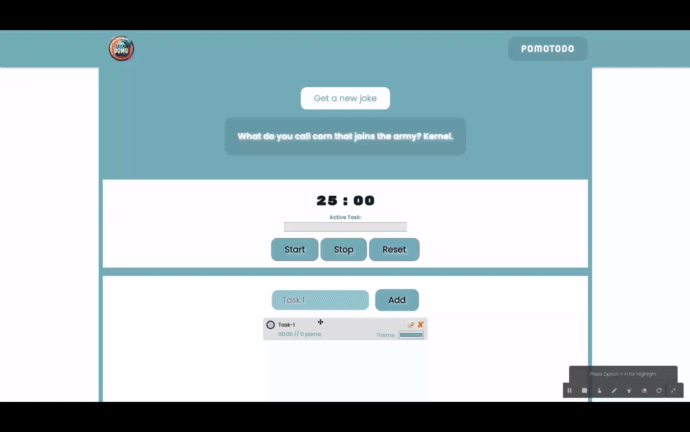 POMO
POMOTODO
Get a new joke
What do you call corn that joins the army? Kernel.
25 : 00
Active Task:
Start
Stop
Reset
Task 1
Add
Task-1
00:00 // 0 pomo
Theme:
Press Option + H for Highlight